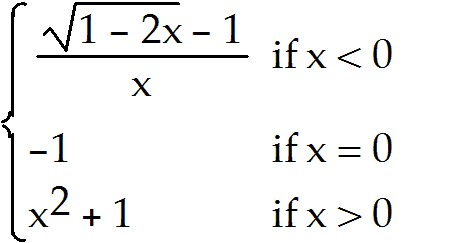 √1 – 2x – 1
x
if x < 0
–1 if x = 0
x² + 1 if x > 0